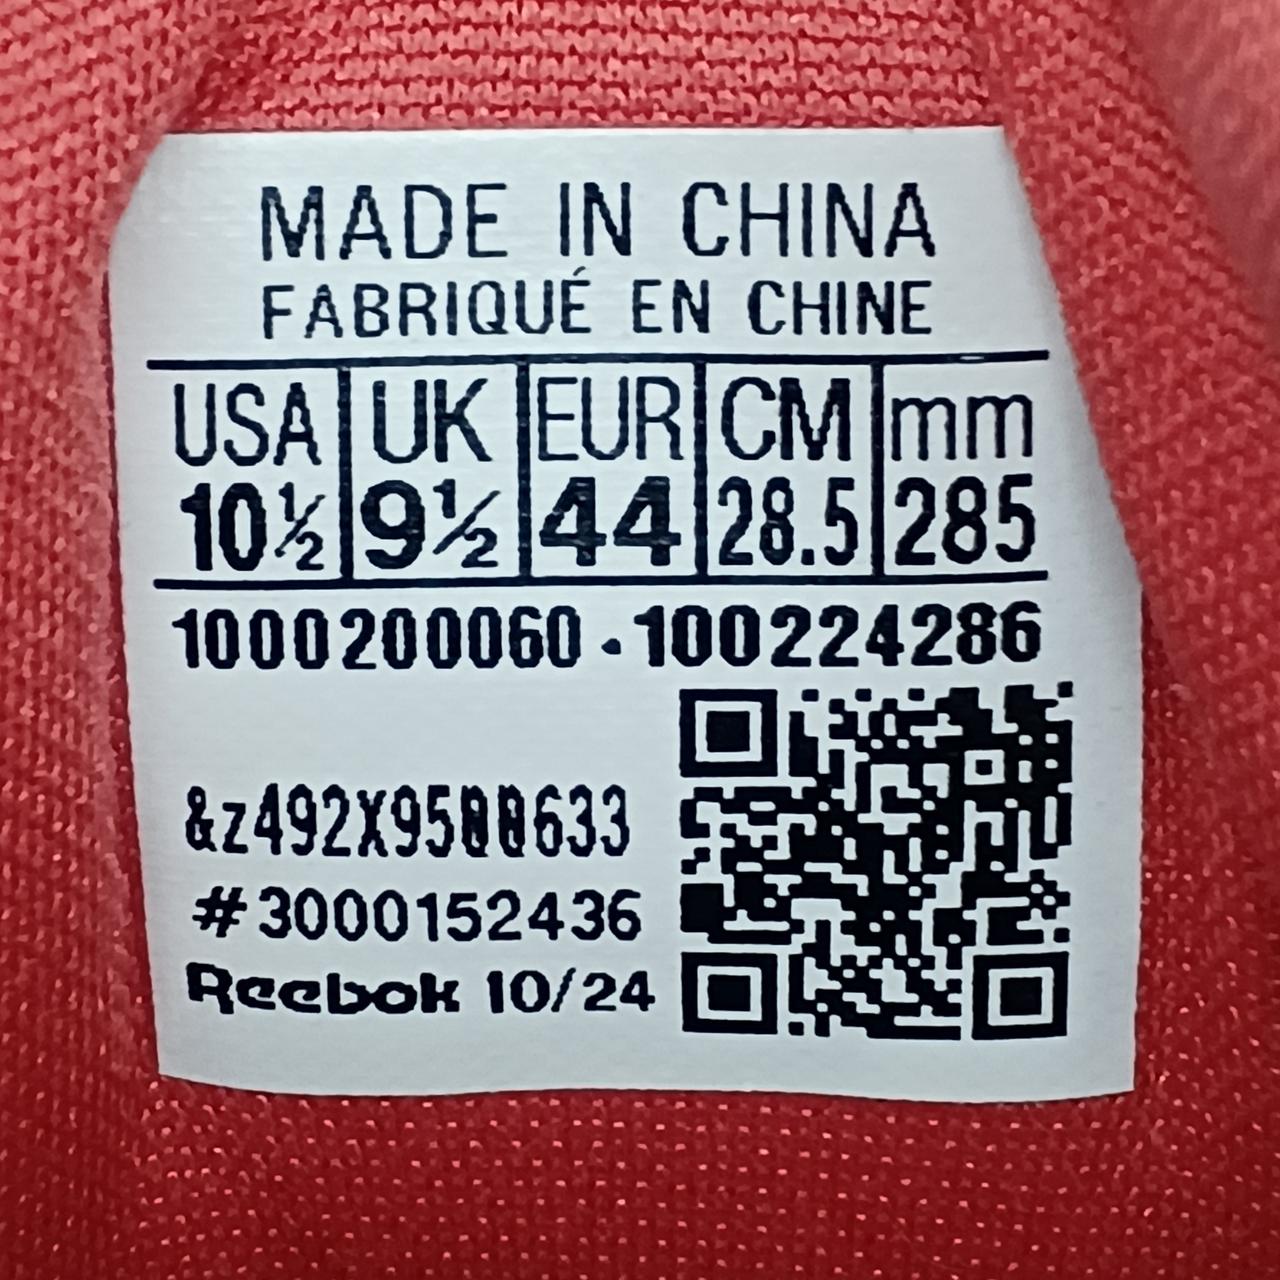 MADE IN CHINA
FABRIQUÉ EN CHINE
USA UK EUR CM mm
10½ 9½ 44 28.5 285
1000200060 · 100224286
&z492X9500633
#3000152436
Reebok 10/24